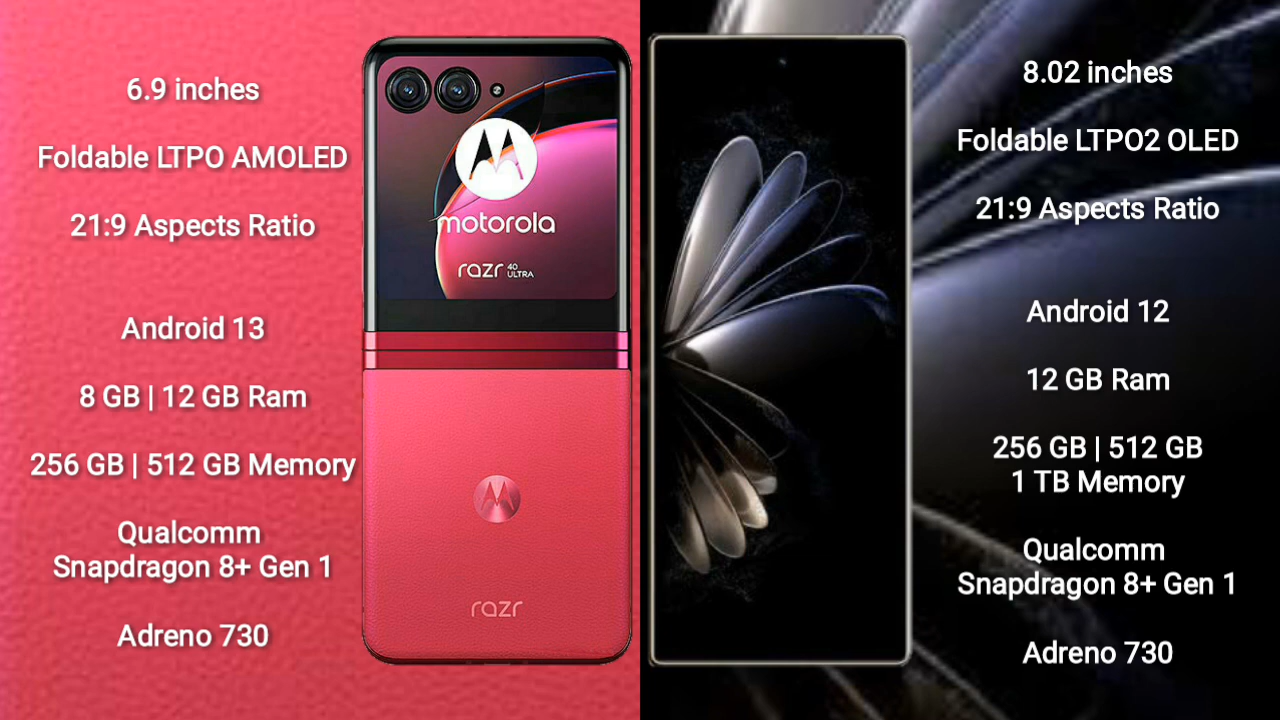 6.9 inches
Foldable LTPO AMOLED
21:9 Aspects Ratio
Android 13
8 GB | 12 GB Ram
256 GB | 512 GB Memory
Qualcomm
Snapdragon 8+ Gen 1
Adreno 730
motorola
razr 40
ULTRA
razr
8.02 inches
Foldable LTPO2 OLED
21:9 Aspects Ratio
Android 12
12 GB Ram
256 GB | 512 GB
1 TB Memory
Qualcomm
Snapdragon 8+ Gen 1
Adreno 730